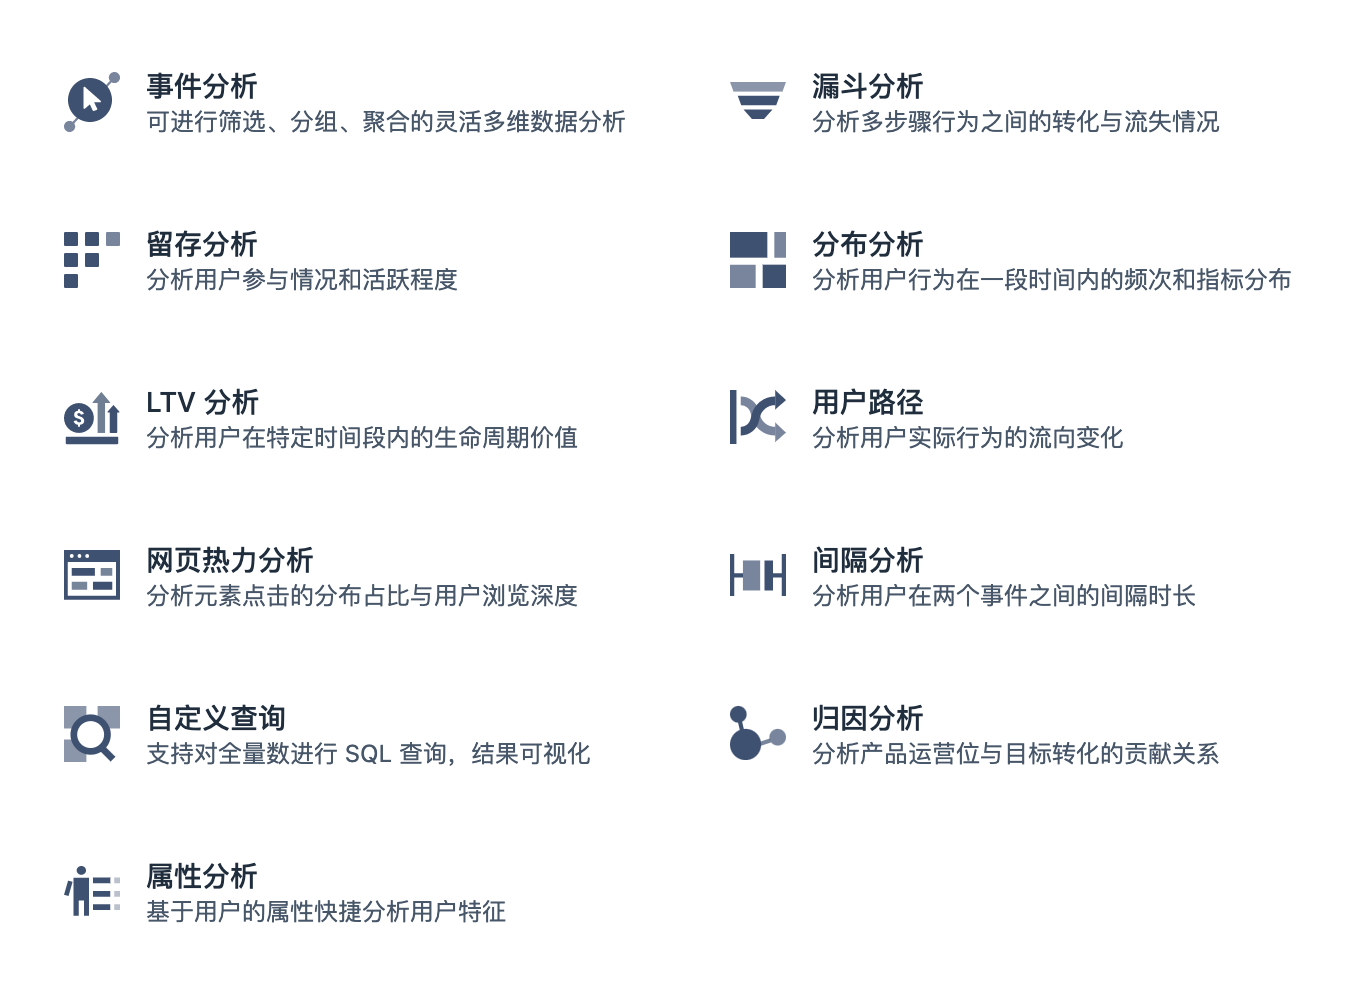 事件分析
可进行筛选、分组、聚合的灵活多维数据分析
漏斗分析
分析多步骤行为之间的转化与流失情况
留存分析
分析用户参与情况和活跃程度
分布分析
分析用户行为在一段时间内的频次和指标分布
LTV 分析
分析用户在特定时间段内的生命周期价值
用户路径
分析用户实际行为的流向变化
网页热力分析
分析元素点击的分布占比与用户浏览深度
间隔分析
分析用户在两个事件之间的间隔时长
自定义查询
支持对全量数进行 SQL 查询，结果可视化
归因分析
分析产品运营位与目标转化的贡献关系
属性分析
基于用户的属性快捷分析用户特征